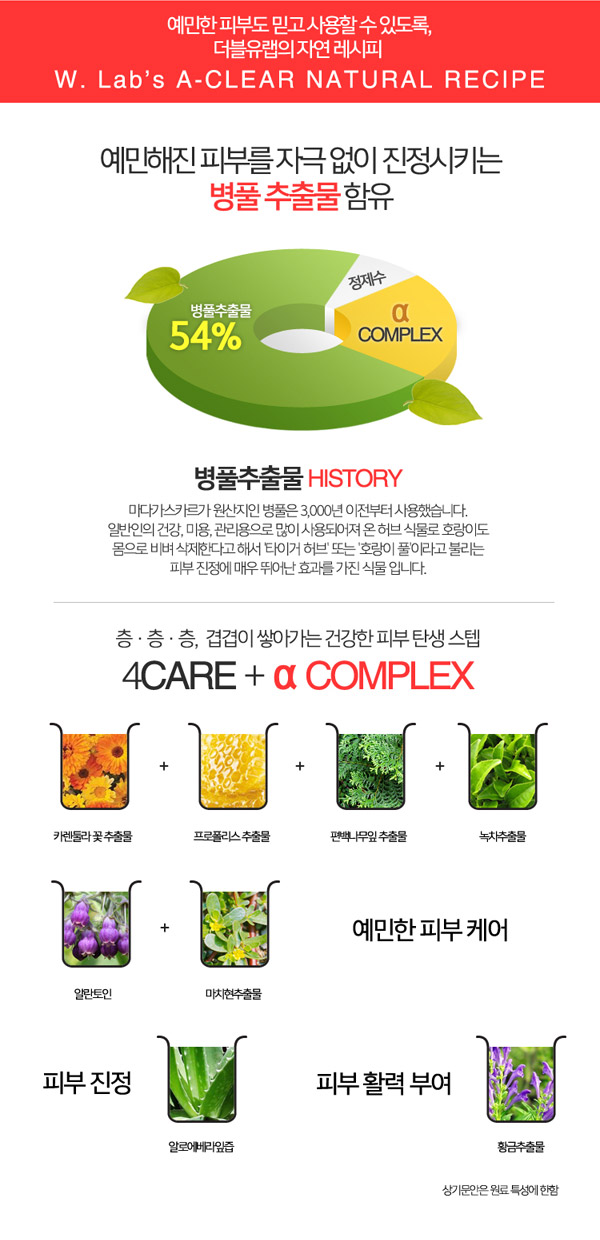 예민한 피부도 믿고 사용할 수 있도록,
더블유랩의 자연 레시피
W. Lab's A-CLEAR NATURAL RECIPE
예민해진 피부를 자극 없이 진정시키는
병풀 추출물 함유
정제수
병풀추출물
54%
α
COMPLEX
병풀추출물 HISTORY
마다가스카르가 원산지인 병풀은 3,000년 이전부터 사용했습니다.
일반인의 건강, 미용, 관리용으로 많이 사용되어져 온 허브 식물로 호랑이도
몸으로 비벼 삭제한다고 해서 '타이거 허브' 또는 '호랑이 풀'이라고 불리는
피부 진정에 매우 뛰어난 효과를 가진 식물 입니다.
층 · 층 · 층, 겹겹이 쌓아가는 건강한 피부 탄생 스텝
4CARE + α COMPLEX
+ + +
카렌둘라 꽃 추출물 프로폴리스 추출물 편백나무잎 추출물 녹차추출물
+
예민한 피부 케어
알란토인 마치현추출물
피부 진정 피부 활력 부여
알로에베라잎즙 황금추출물
상기문안은 원료 특성에 한함